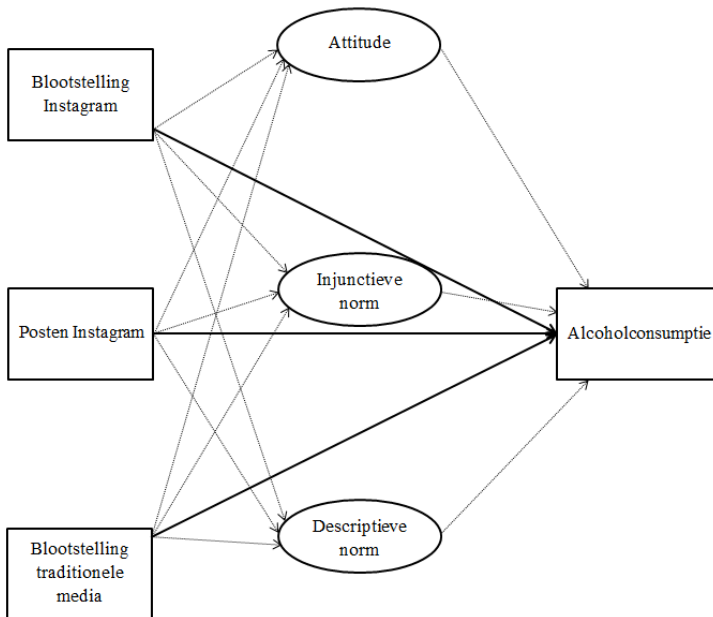 Attitude
Blootstelling
Instagram
Injunctieve
norm
Posten Instagram
Alcoholconsumptie
Descriptieve
norm
Blootstelling
traditionele
media